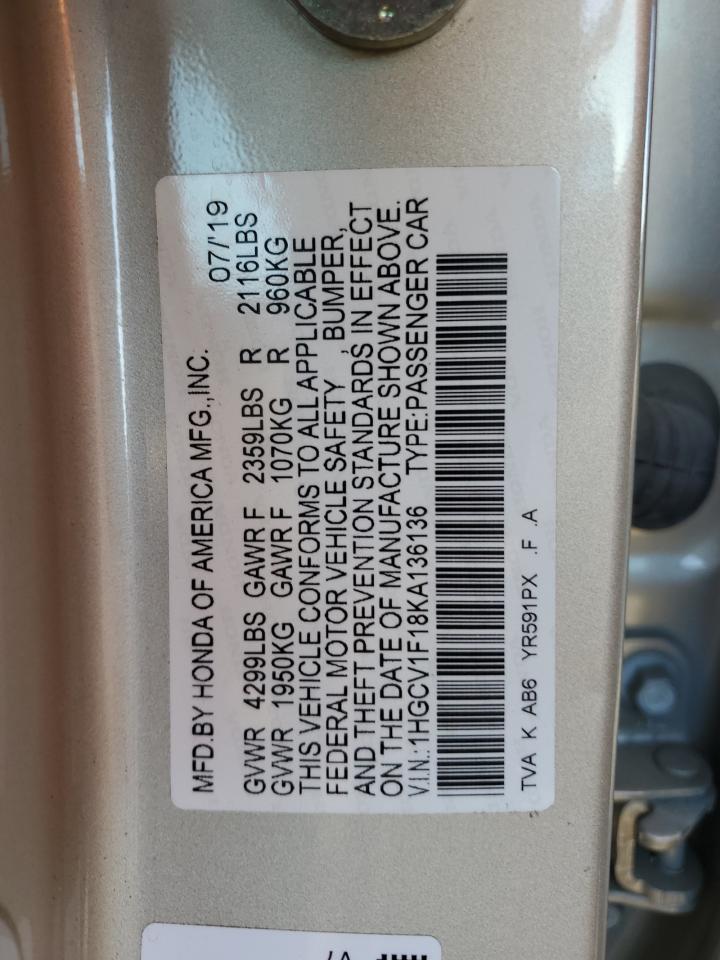 MFD.BY HONDA OF AMERICA MFG.,INC. 07/'19
GVWR 4299LBS GAWR F 2359LBS R 2116LBS
GVWR 1950KG GAWR F 1070KG R 960KG
THIS VEHICLE CONFORMS TO ALL APPLICABLE
FEDERAL MOTOR VEHICLE SAFETY , BUMPER,
AND THEFT PREVENTION STANDARDS IN EFFECT
ON THE DATE OF MANUFACTURE SHOWN ABOVE.
V.I.N.:1HGCV1F18KA136136 TYPE:PASSENGER CAR
TVA K AB6 YR591PX .F .A